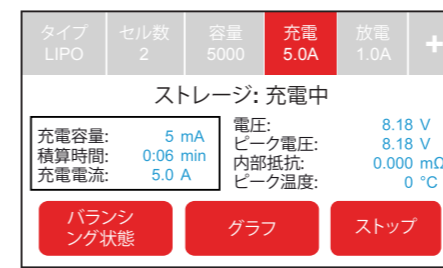 タイプ セル数 容量 充電 放電 +
LIPO 2 5000 5.0A 1.0A
ストレージ: 充電中
充電容量: 5 mA
積算時間: 0:06 min
充電電流: 5.0 A
電圧: 8.18 V
ピーク電圧: 8.18 V
内部抵抗: 0.000 mΩ
ピーク温度: 0 °C
バランシ
ング状態
グラフ
ストップ